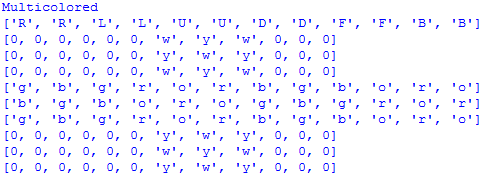 Multicolored
['R', 'R', 'L', 'L', 'U', 'U', 'D', 'D', 'F', 'F', 'B', 'B']
[0, 0, 0, 0, 0, 0, 'w', 'y', 'w', 0, 0, 0]
[0, 0, 0, 0, 0, 0, 'y', 'w', 'y', 0, 0, 0]
[0, 0, 0, 0, 0, 0, 'w', 'y', 'w', 0, 0, 0]
['g', 'b', 'g', 'r', 'o', 'r', 'b', 'g', 'b', 'o', 'r', 'o']
['b', 'g', 'b', 'o', 'r', 'o', 'g', 'b', 'g', 'r', 'o', 'r']
['g', 'b', 'g', 'r', 'o', 'r', 'b', 'g', 'b', 'o', 'r', 'o']
[0, 0, 0, 0, 0, 0, 'y', 'w', 'y', 0, 0, 0]
[0, 0, 0, 0, 0, 0, 'w', 'y', 'w', 0, 0, 0]
[0, 0, 0, 0, 0, 0, 'y', 'w', 'y', 0, 0, 0]